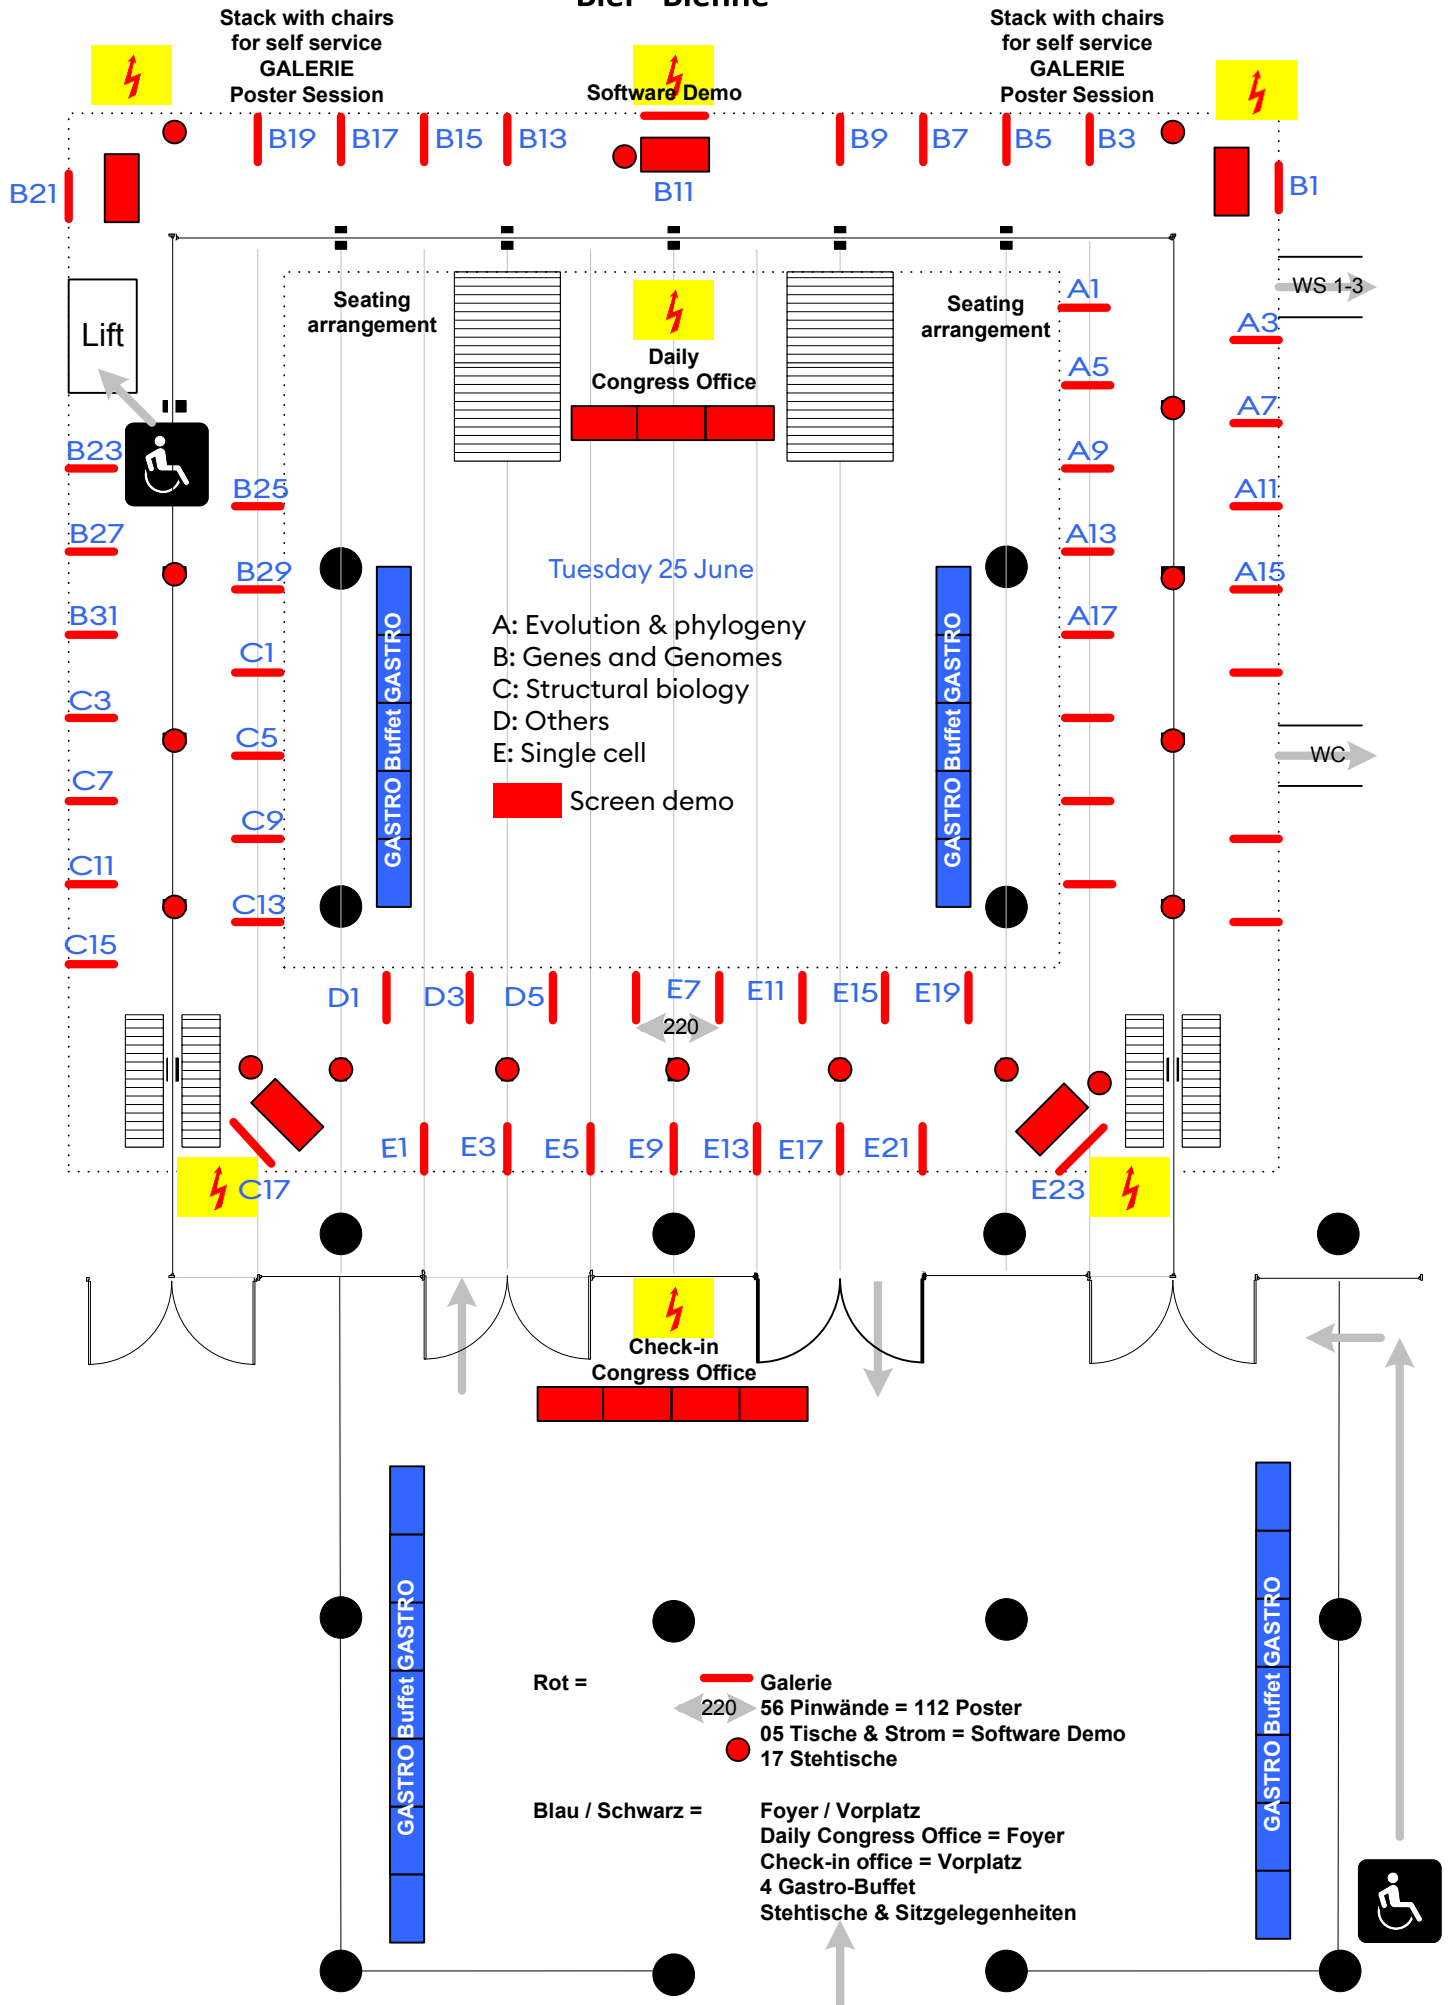 Biel - Bienne
Stack with chairs
for self service
GALERIE
Poster Session
Software Demo
Stack with chairs
for self service
GALERIE
Poster Session
B19
B17
B15
B13
B11
B9
B7
B5
B3
B21
B1
Lift
Seating
arrangement
Daily
Congress Office
Seating
arrangement
A1
WS 1-3
A3
A5
A7
A9
A11
A13
A15
A17
WC
B23
B25
B27
B29
B31
C1
C3
C5
C7
C9
C11
C13
C15
GASTRO Buffet GASTRO
Tuesday 25 June
A: Evolution & phylogeny
B: Genes and Genomes
C: Structural biology
D: Others
E: Single cell
Screen demo
GASTRO Buffet GASTRO
D1
D3
D5
E7
E11
E15
E19
220
E1
E3
E5
E9
E13
E17
E21
C17
E23
Check-in
Congress Office
GASTRO Buffet GASTRO
GASTRO Buffet GASTRO
Rot =
Galerie
220
56 Pinwände = 112 Poster
05 Tische & Strom = Software Demo
17 Stehtische
Blau / Schwarz =
Foyer / Vorplatz
Daily Congress Office = Foyer
Check-in office = Vorplatz
4 Gastro-Buffet
Stehtische & Sitzgelegenheiten